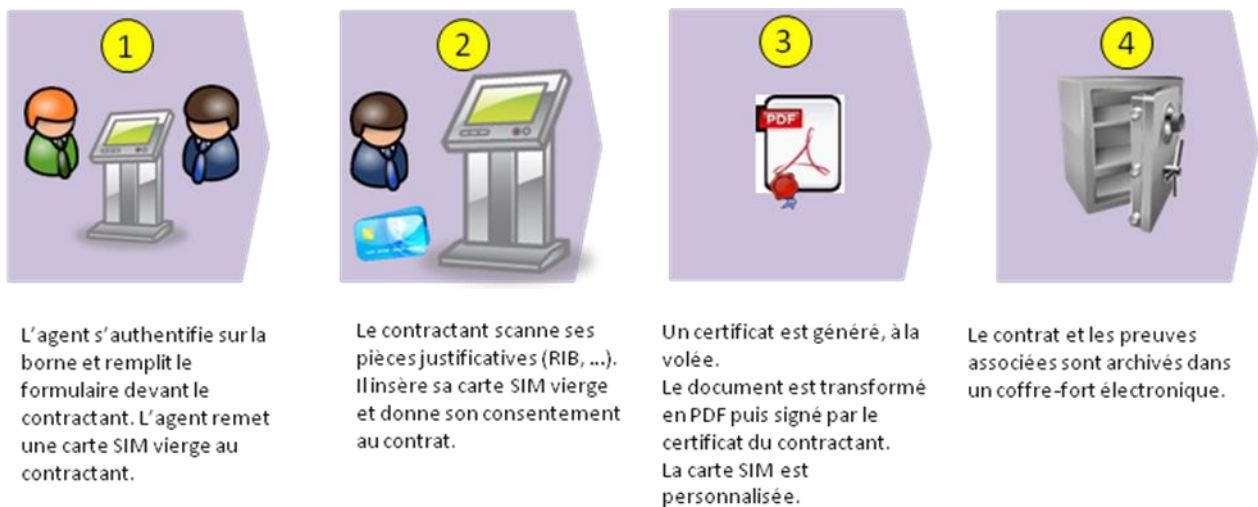 1
2
3
4
PDF
L'agent s'authentifie sur la
borne et remplit le
formulaire devant le
contractant. L'agent remet
une carte SIM vierge au
contractant.
Le contractant scanne ses
pièces justificatives (RIB, ...).
Il insère sa carte SIM vierge
et donne son consentement
au contrat.
Un certificat est généré, à la
volée.
Le document est transformé
en PDF puis signé par le
certificat du contractant.
La carte SIM est
personnalisée.
Le contrat et les preuves
associées sont archivés dans
un coffre-fort électronique.